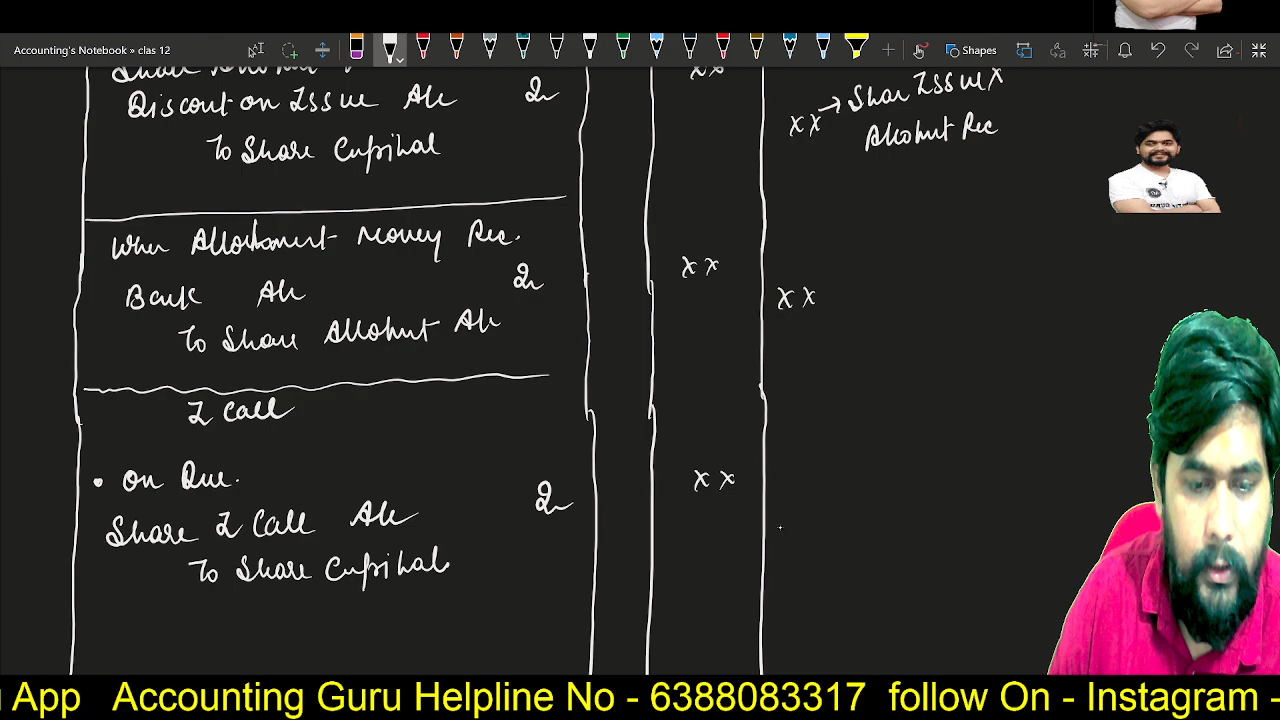 Accounting's Notebook » clas 12
Shapes
Share
Discount on Issue A/c Dr
To Share Capital
xx
xx → Share Issue x
Allotment Rec
When Allotment Money Rec.
Bank A/c Dr
xx
To Share Allotment A/c
xx
I Call
• On Due.
Share I Call A/c Dr
xx
To Share Capital
u App Accounting Guru Helpline No - 6388083317 follow On - Instagram -